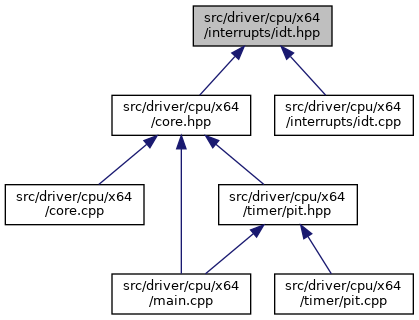 src/driver/cpu/x64
/interrupts/idt.hpp
src/driver/cpu/x64
/core.hpp
src/driver/cpu/x64
/interrupts/idt.cpp
src/driver/cpu/x64
/core.cpp
src/driver/cpu/x64
/timer/pit.hpp
src/driver/cpu/x64
/main.cpp
src/driver/cpu/x64
/timer/pit.cpp